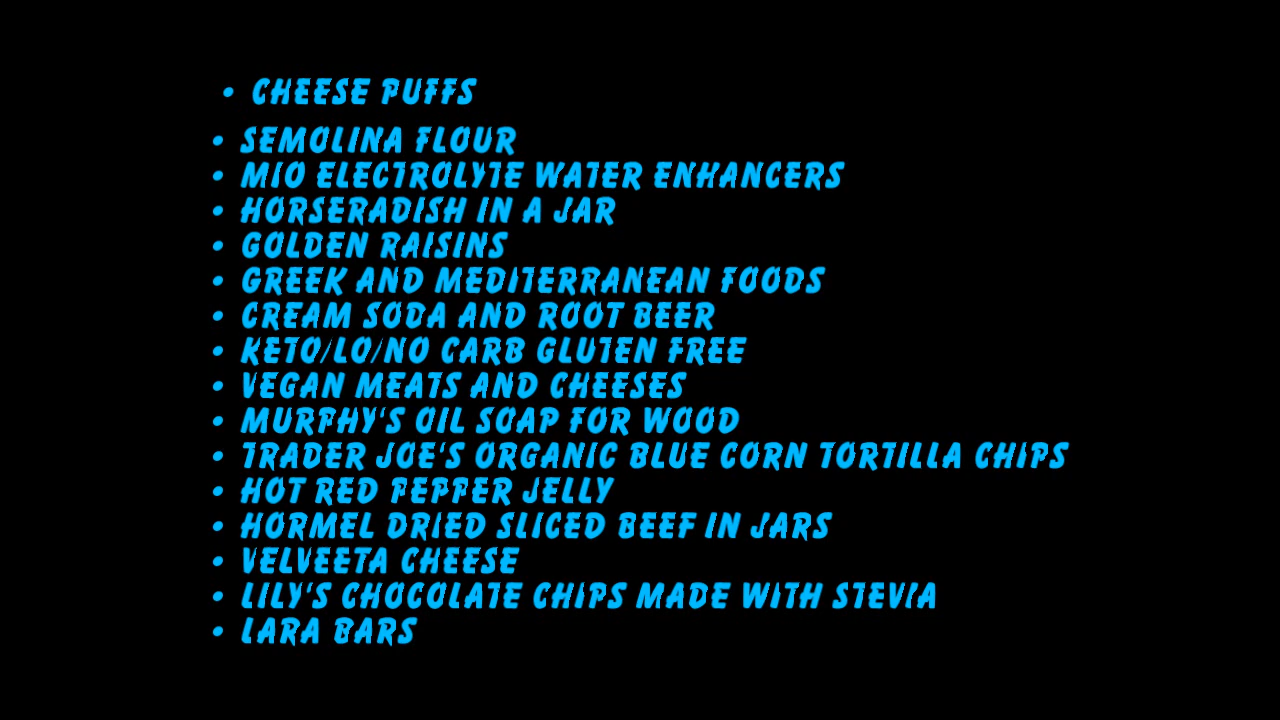 • CHEESE PUFFS
• SEMOLINA FLOUR
• MIO ELECTROLYTE WATER ENHANCERS
• HORSERADISH IN A JAR
• GOLDEN RAISINS
• GREEK AND MEDITERRANEAN FOODS
• CREAM SODA AND ROOT BEER
• KETO/LO/NO CARB GLUTEN FREE
• VEGAN MEATS AND CHEESES
• MURPHY'S OIL SOAP FOR WOOD
• TRADER JOE'S ORGANIC BLUE CORN TORTILLA CHIPS
• HOT RED PEPPER JELLY
• HORMEL DRIED SLICED BEEF IN JARS
• VELVEETA CHEESE
• LILY'S CHOCOLATE CHIPS MADE WITH STEVIA
• LARA BARS